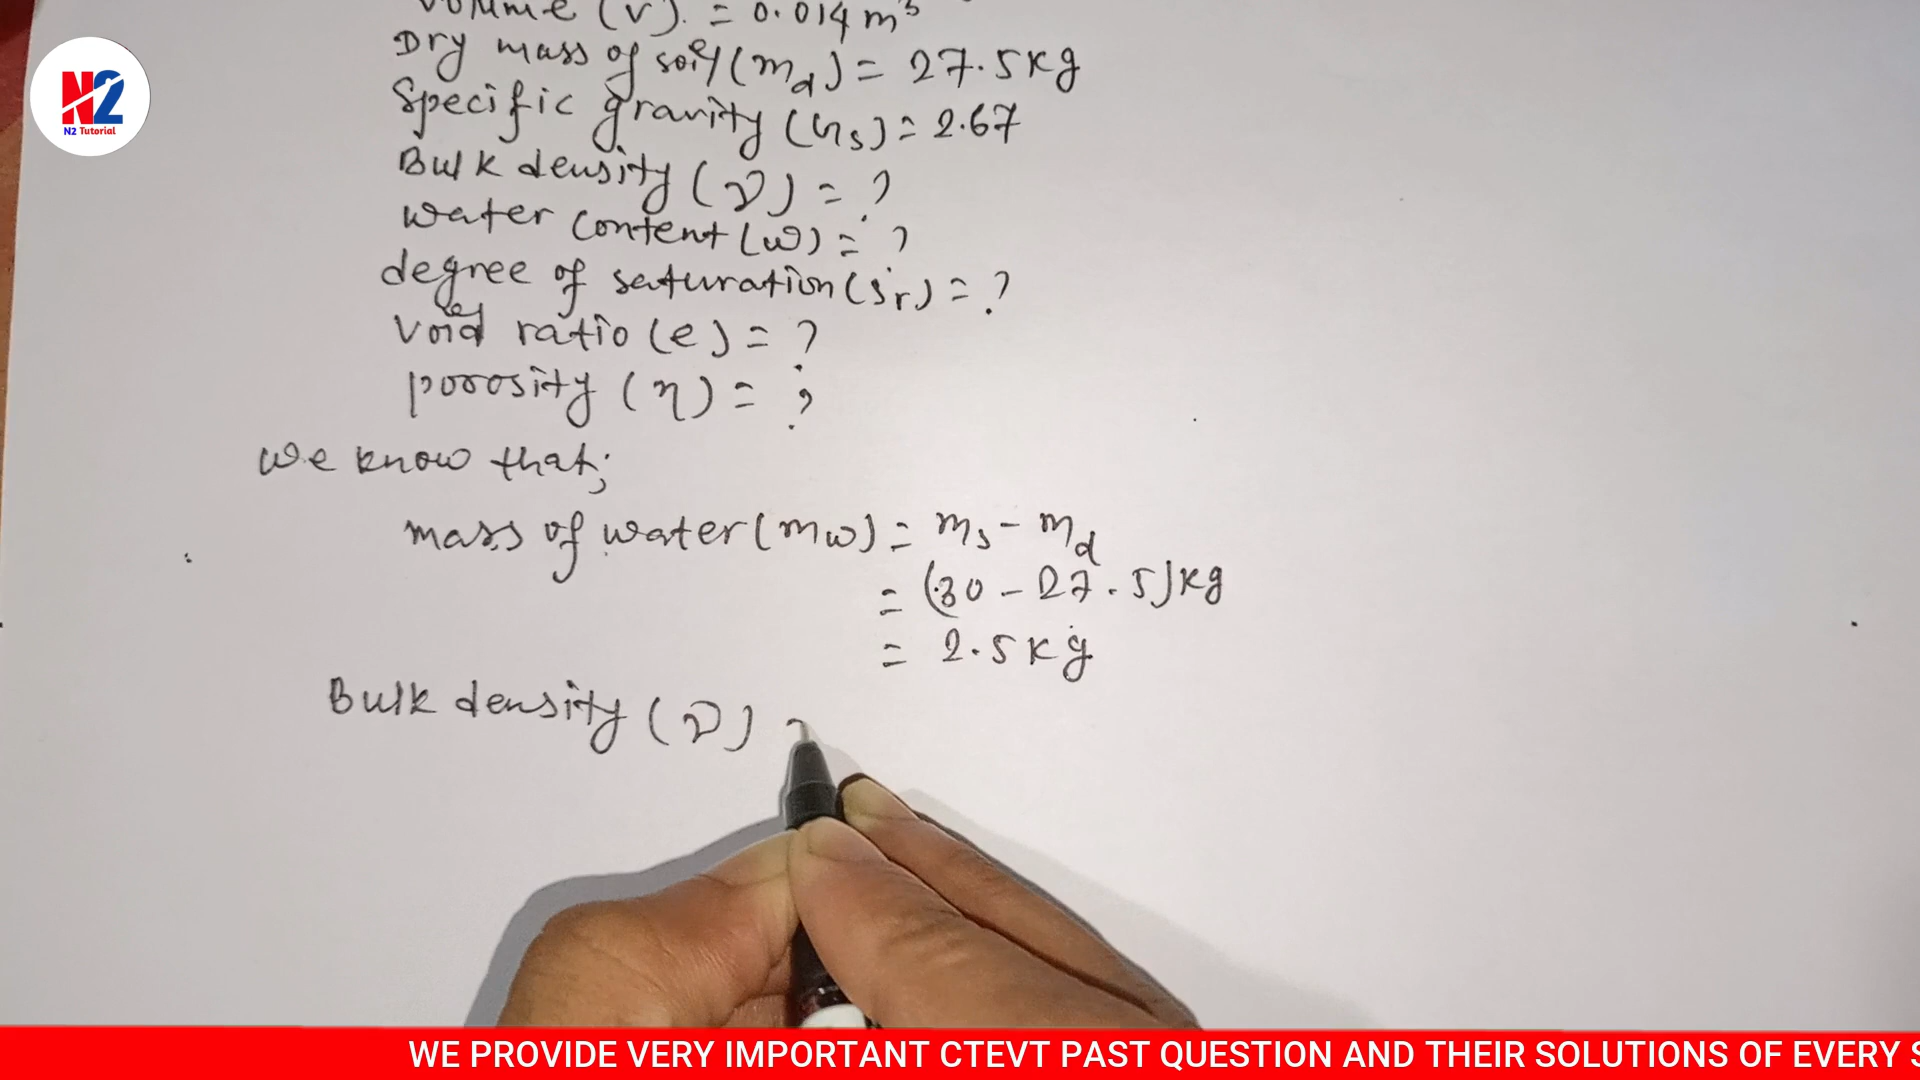 Volume (V) = 0.014 m³
Dry mass of soil (md) = 27.5 kg
Specific gravity (Gs) = 2.67
Bulk density (γ) = ?
water content (w) = ?
degree of saturation (Sr) = ?
Void ratio (e) = ?
porosity (η) = ?
we know that;
mass of water (mw) = ms - md
= (30 - 27.5) kg
= 2.5 kg
Bulk density (γ)
N2
N2 Tutorial
WE PROVIDE VERY IMPORTANT CTEVT PAST QUESTION AND THEIR SOLUTIONS OF EVERY S